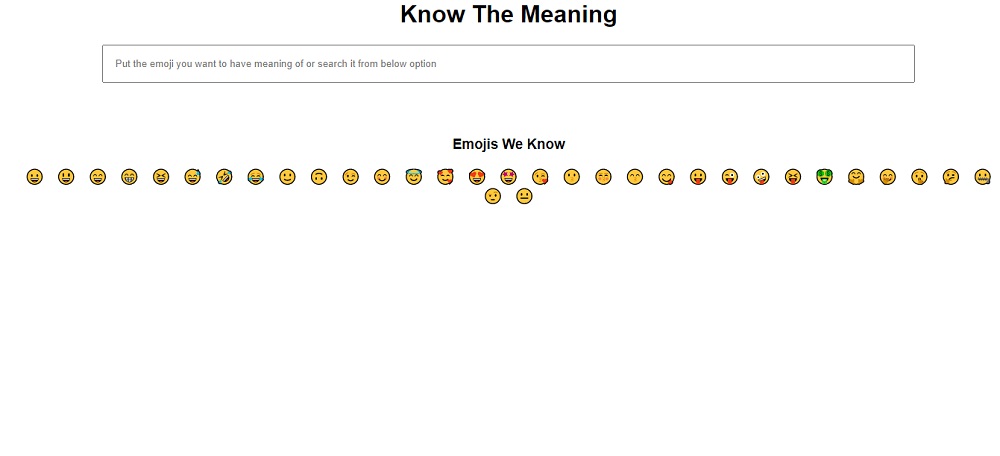 Know The Meaning
Put the emoji you want to have meaning of or search it from below option
Emojis We Know